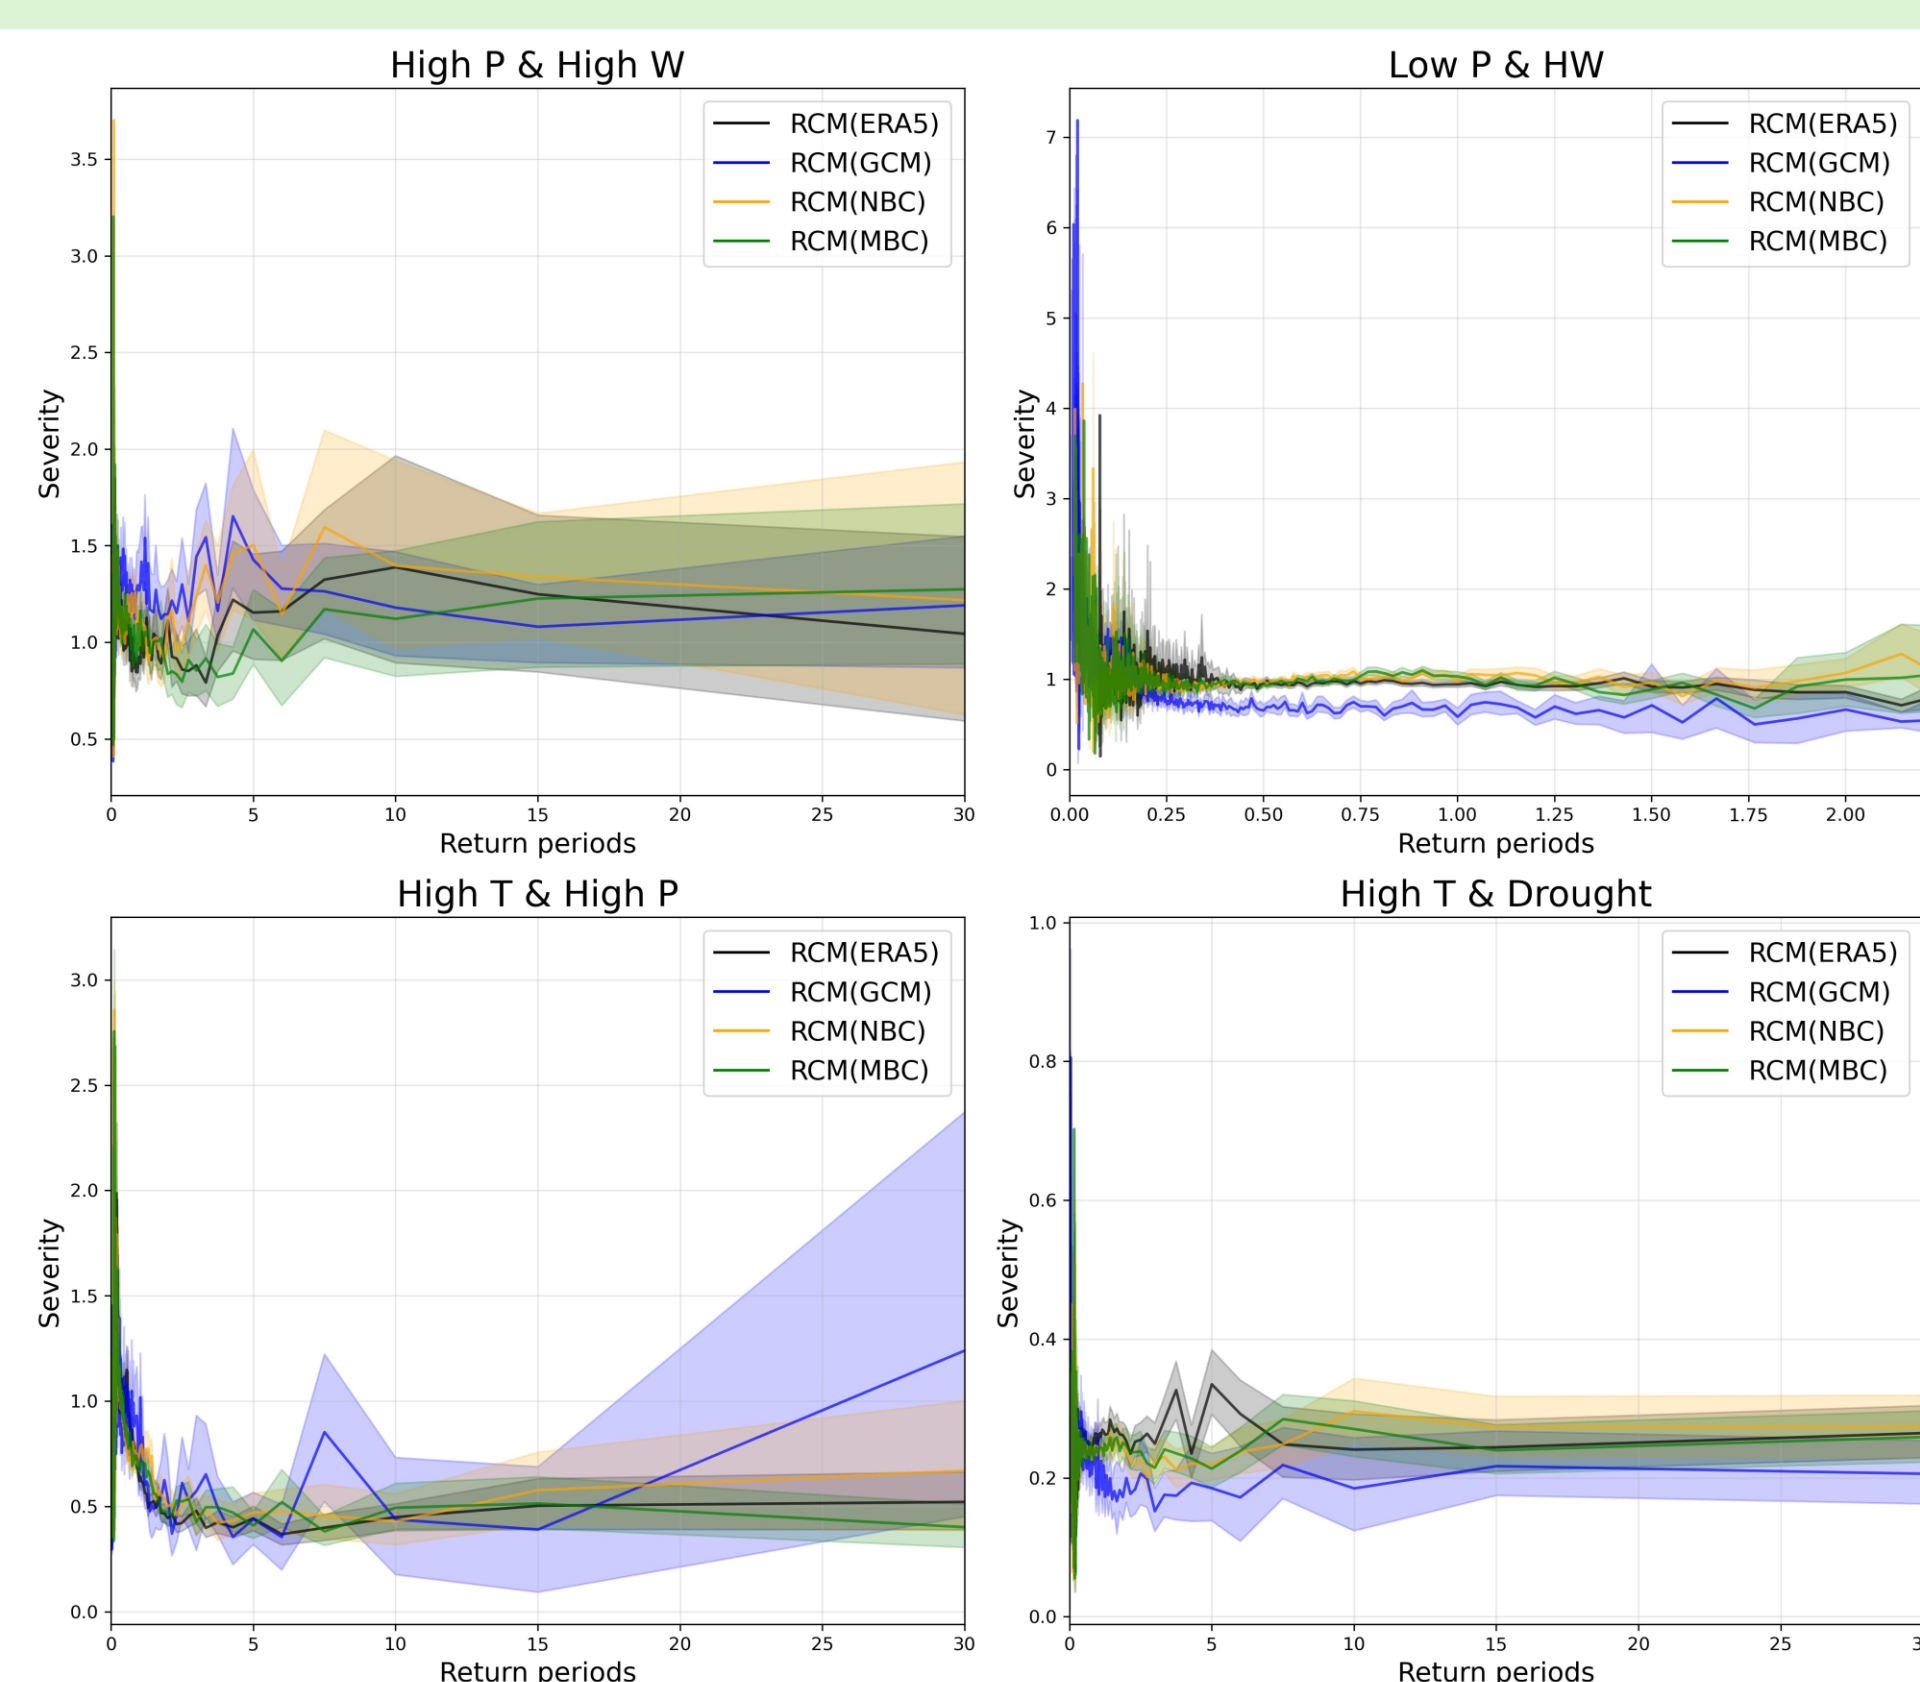 High P & High W
Severity
3.5
3.0
2.5
2.0
1.5
1.0
0.5
RCM(ERA5)
RCM(GCM)
RCM(NBC)
RCM(MBC)
0 5 10 15 20 25 30
Return periods
Low P & HW
Severity
7
6
5
4
3
2
1
0
RCM(ERA5)
RCM(GCM)
RCM(NBC)
RCM(MBC)
0.00 0.25 0.50 0.75 1.00 1.25 1.50 1.75 2.00
Return periods
High T & High P
Severity
3.0
2.5
2.0
1.5
1.0
0.5
0.0
RCM(ERA5)
RCM(GCM)
RCM(NBC)
RCM(MBC)
0 5 10 15 20 25 30
Return periods
High T & Drought
Severity
1.0
0.8
0.6
0.4
0.2
0.0
RCM(ERA5)
RCM(GCM)
RCM(NBC)
RCM(MBC)
0 5 10 15 20 25
Return periods